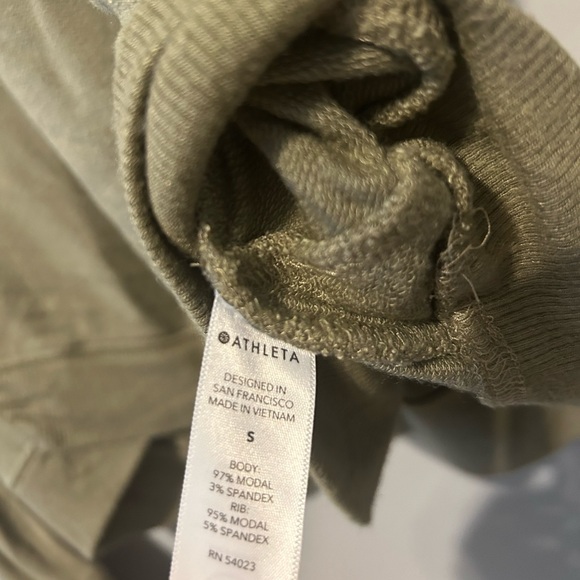 ATHLETA
DESIGNED IN
SAN FRANCISCO
MADE IN VIETNAM
S
BODY:
97% MODAL
3% SPANDEX
RIB:
95% MODAL
5% SPANDEX
RN 54023